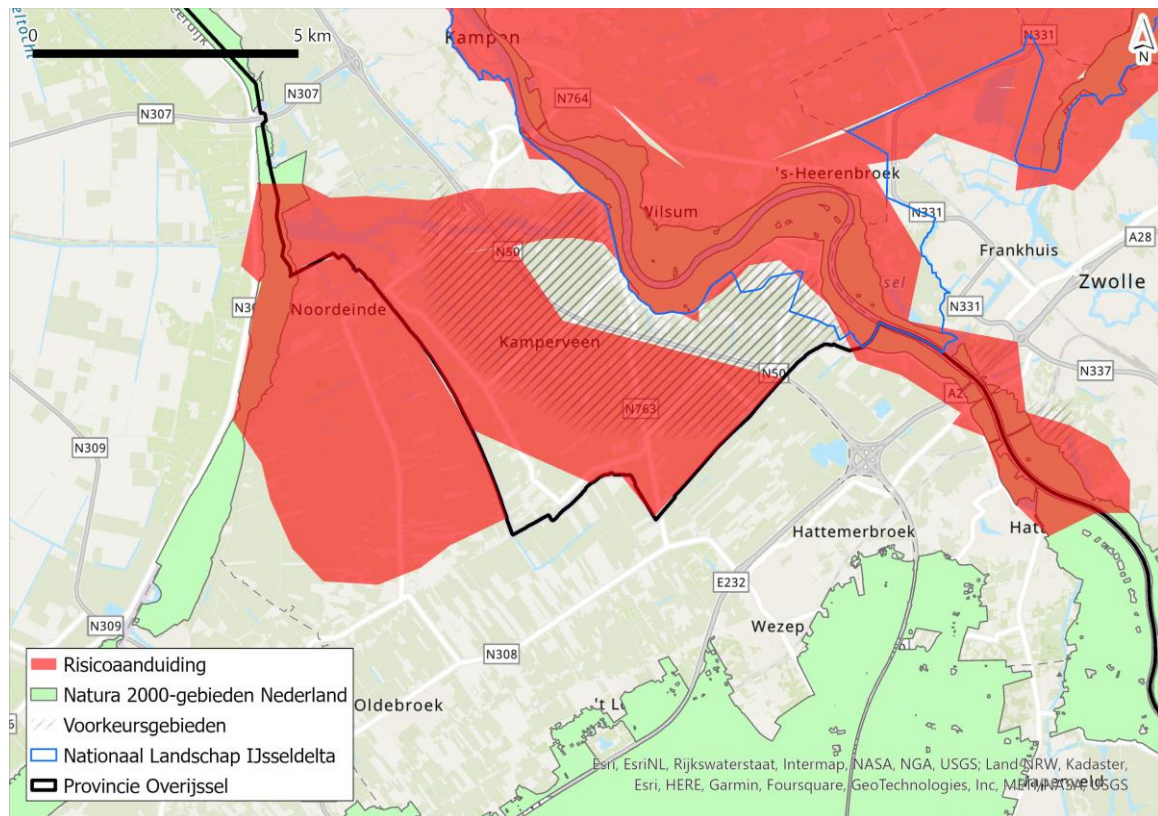 0
5 km
N
Kampen
N331
N307
N307
N764
's-Heerenbroek
Wilsum
N331
Frankhuis
A28
N50
Zwolle
Noordeinde
N331
Kamperveen
N50
N337
N763
N309
Hattemerbroek
E232
Wezep
N309
N308
Oldebroek
Risicoaanduiding
Natura 2000-gebieden Nederland
Voorkeursgebieden
Nationaal Landschap IJsseldelta
Provincie Overijssel
Esri, EsriNL, Rijkswaterstaat, Intermap, NASA, NGA, USGS; Land NRW, Kadaster,
Esri, HERE, Garmin, Foursquare, GeoTechnologies, Inc, METI/NASA, USGS